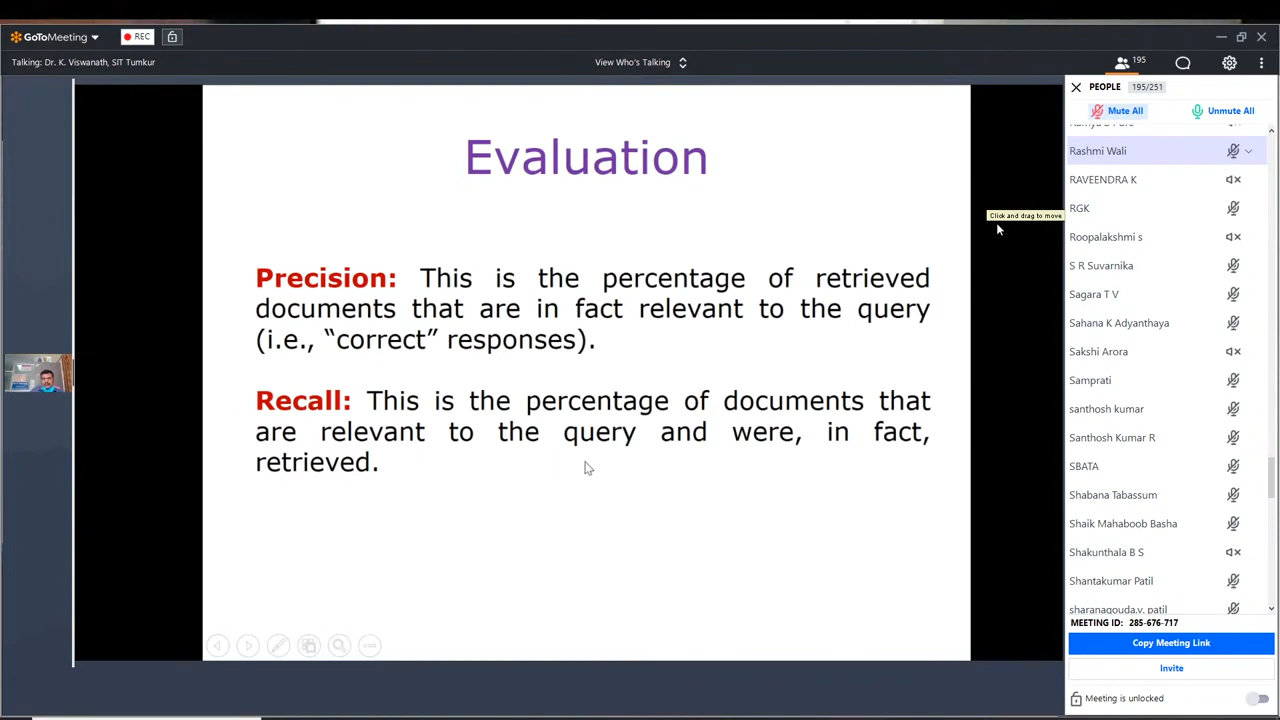 GoToMeeting
REC
Talking: Dr. K. Viswanath, SIT Tumkur
View Who's Talking
195
PEOPLE 195/251
Mute All
Unmute All
Rashmi Wali
RAVEENDRA K
RGK
Roopalakshmi s
S R Suvarnika
Sagara T V
Sahana K Adyanthaya
Sakshi Arora
Samprati
santhosh kumar
Santhosh Kumar R
SBATA
Shabana Tabassum
Shaik Mahaboob Basha
Shakunthala B S
Shantakumar Patil
sharanagouda.v. patil
MEETING ID: 285-676-717
Copy Meeting Link
Invite
Meeting is unlocked
Click and drag to move
Evaluation
Precision: This is the percentage of retrieved
documents that are in fact relevant to the query
(i.e., “correct” responses).
Recall: This is the percentage of documents that
are relevant to the query and were, in fact,
retrieved.